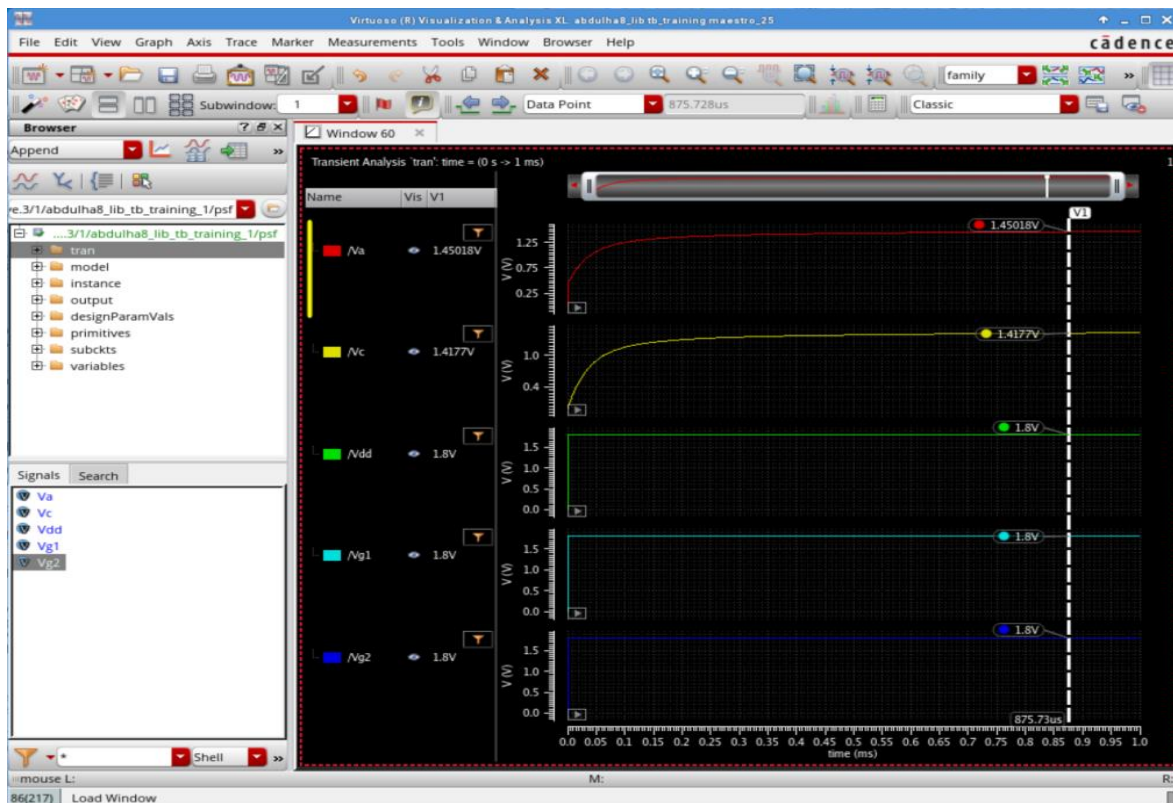 Virtuoso (R) Visualization & Analysis XL: abdulha8_lib tb_training maestro_25
File Edit View Graph Axis Trace Marker Measurements Tools Window Browser Help
cādence
family
Subwindow: 1
Data Point
875.728us
Classic
Browser
Window 60
Append
e.3/1/abdulha8_lib_tb_training_1/psf
....3/1/abdulha8_lib_tb_training_1/psf
tran
model
instance
output
designParamVals
primitives
subckts
variables
Signals Search
Va
Vc
Vdd
Vg1
Vg2
Transient Analysis `tran': time = (0 s -> 1 ms)
1
Name Vis V1
/Va 1.45018V
/Vc 1.4177V
/Vdd 1.8V
/Vg1 1.8V
/Vg2 1.8V
V1
V (V)
1.25
0.75
0.25
1.45018V
V (V)
1.0
0.4
1.4177V
V (V)
1.5
1.0
0.5
0.0
1.8V
V (V)
1.5
1.0
0.5
0.0
1.8V
V (V)
1.5
1.0
0.5
0.0
1.8V
875.73us
0.0 0.05 0.1 0.15 0.2 0.25 0.3 0.35 0.4 0.45 0.5 0.55 0.6 0.65 0.7 0.75 0.8 0.85 0.9 0.95 1.0
time (ms)
* Shell
mouse L: M: R:
86(217) Load Window